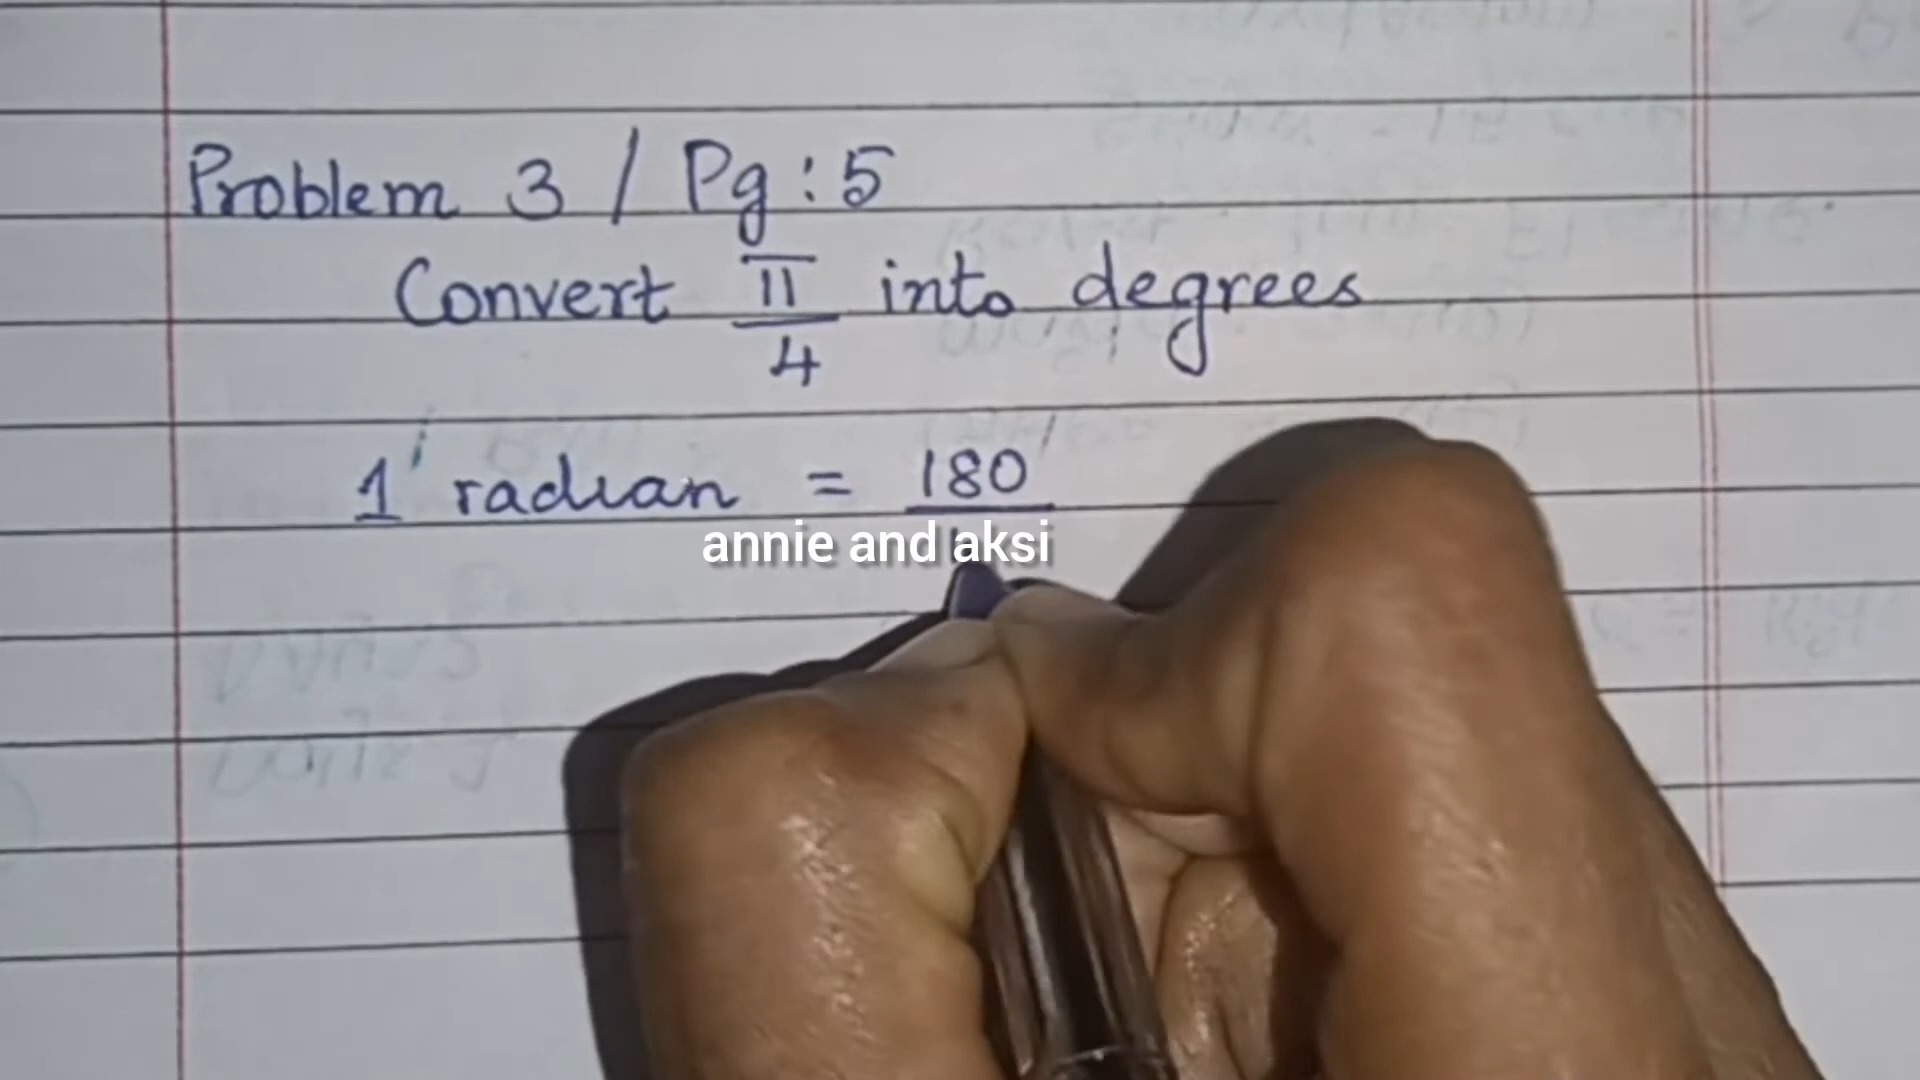 Problem 3 / Pg : 5
Convert π/4 into degrees
1 radian = 180
annie and aksi